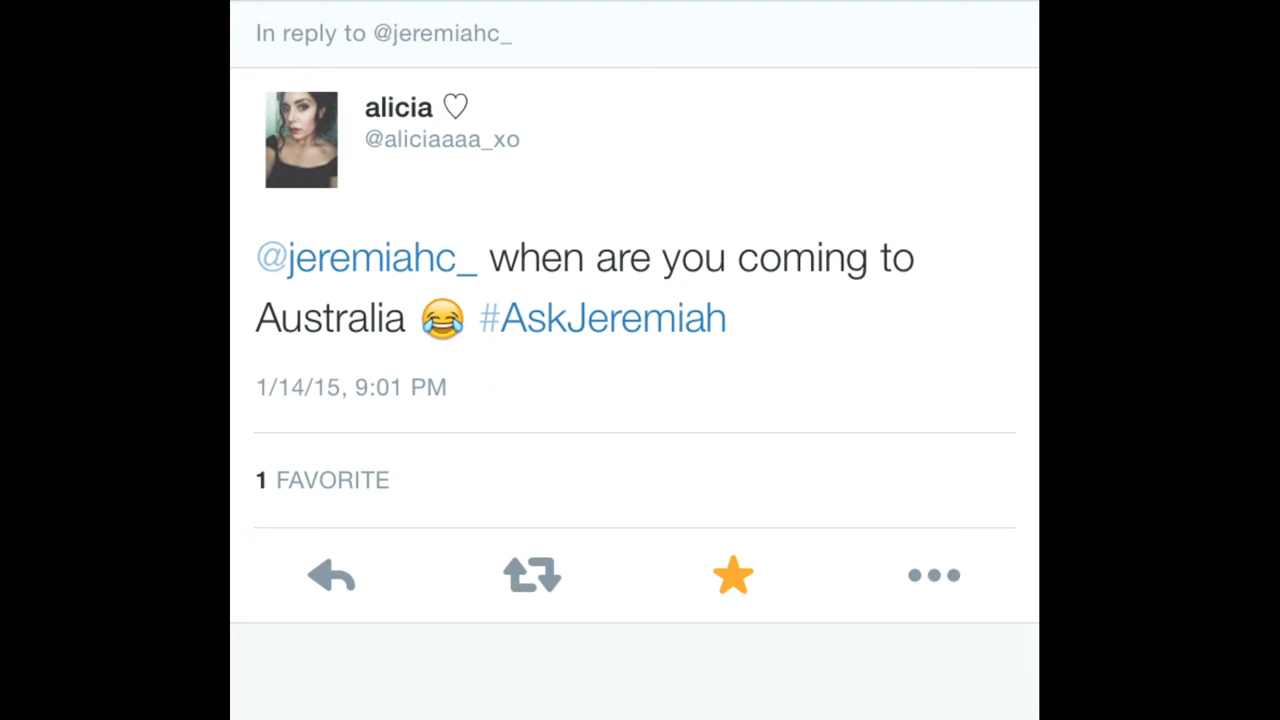 In reply to @jeremiahc_
alicia ♡
@aliciaaaa_xo
@jeremiahc_ when are you coming to
Australia 😂 #AskJeremiah
1/14/15, 9:01 PM
1 FAVORITE